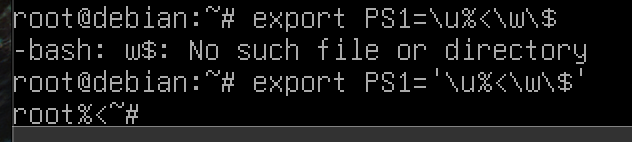 root@debian:~# export PS1=\u%<\w\$
-bash: w$: No such file or directory
root@debian:~# export PS1='\u%<\w\$'
root%<~#